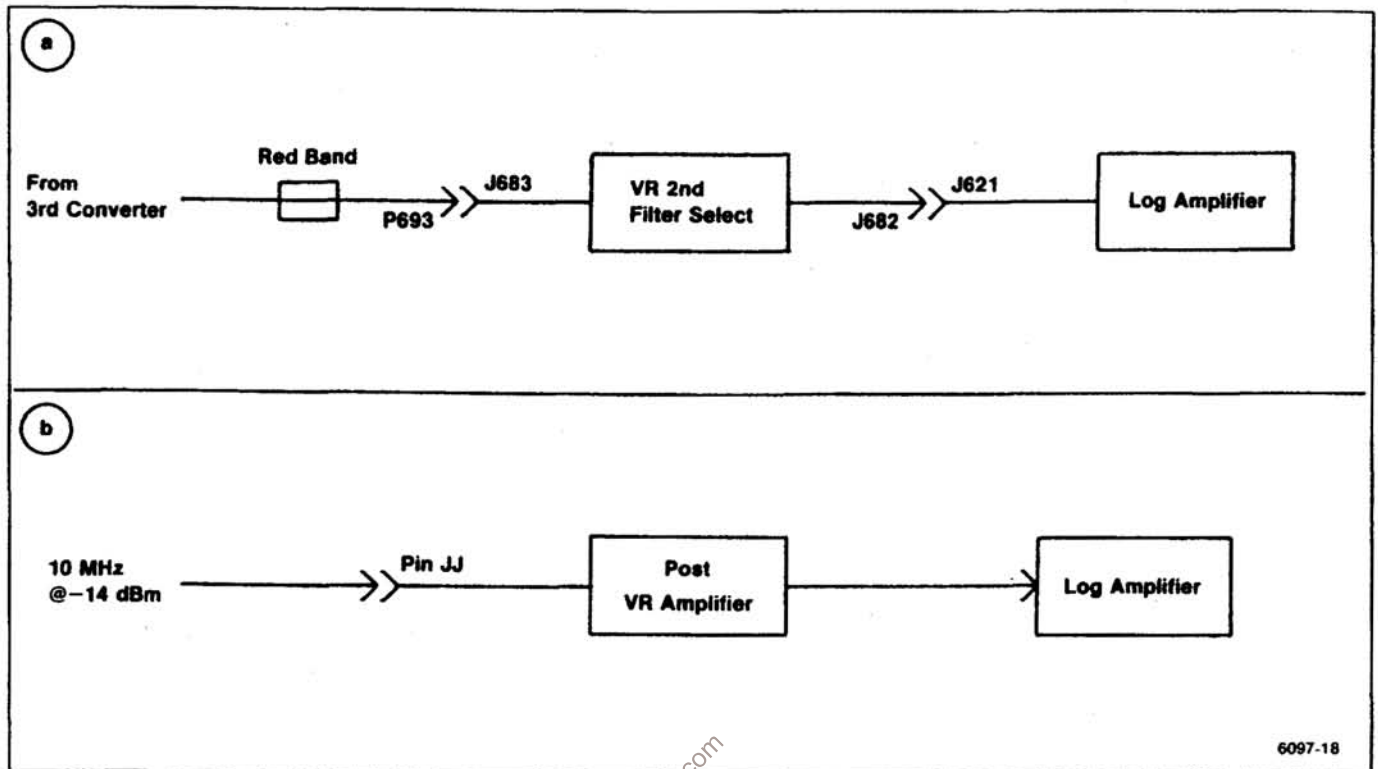 a
Red Band
From
3rd Converter
P693
J683
VR 2nd
Filter Select
J682
J621
Log Amplifier
b
10 MHz
@−14 dBm
Pin JJ
Post
VR Amplifier
Log Amplifier
6097-18
.com